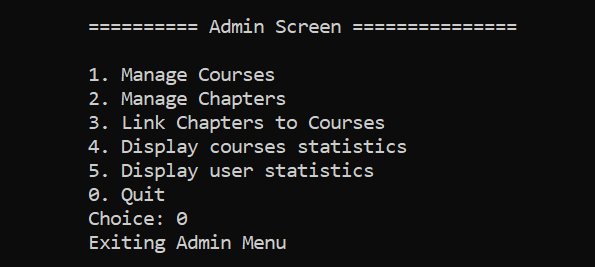 ========== Admin Screen ===============
1. Manage Courses
2. Manage Chapters
3. Link Chapters to Courses
4. Display courses statistics
5. Display user statistics
0. Quit
Choice: 0
Exiting Admin Menu